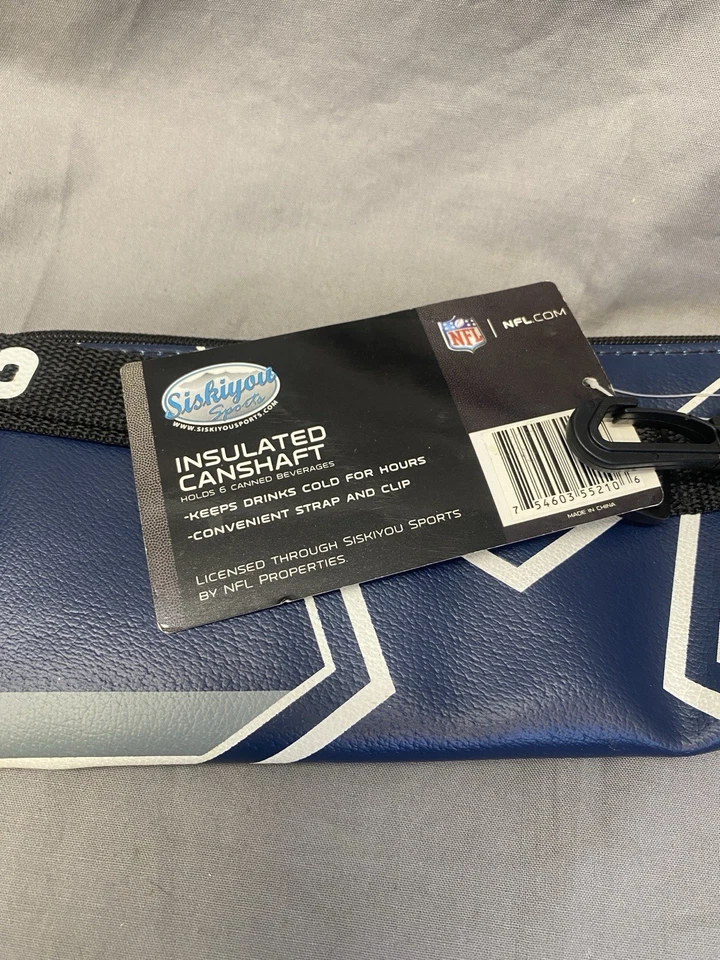 Siskiyou
Sports
WWW.SISKIYOUSPORTS.COM
NFL | NFL.COM
INSULATED
CANSHAFT
HOLDS 6 CANNED BEVERAGES
-KEEPS DRINKS COLD FOR HOURS
-CONVENIENT STRAP AND CLIP
LICENSED THROUGH SISKIYOU SPORTS
BY NFL PROPERTIES.
7 54603 55210 6
MADE IN CHINA